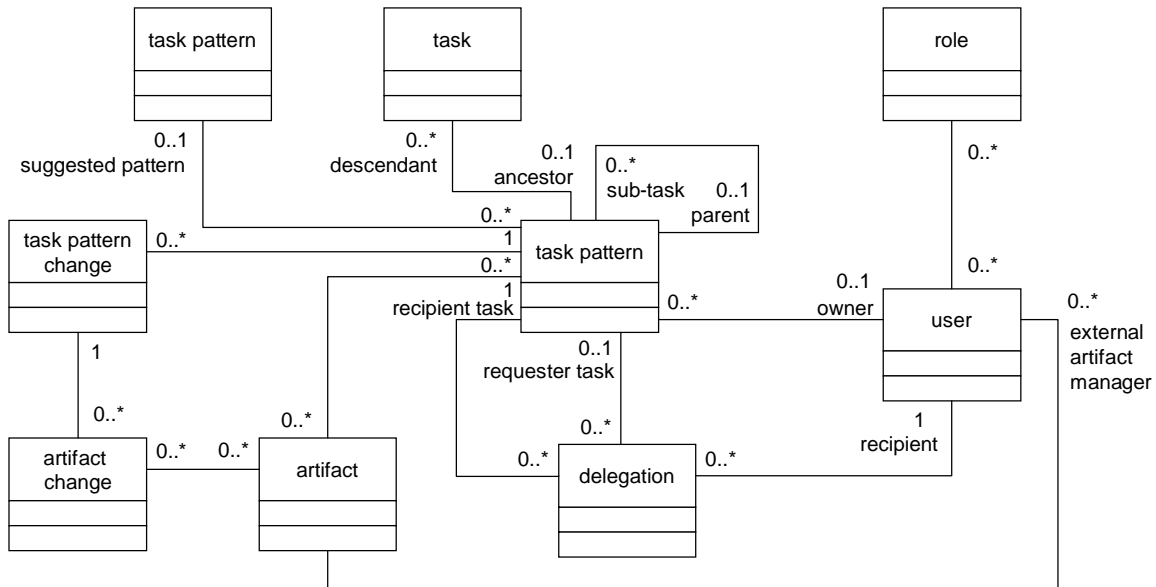 task pattern
task
role
0..1
suggested pattern
0..*
descendant
0..1
ancestor
0..*
sub-task
0..1
parent
0..*
task pattern
change
0..*
0..*
1
task pattern
0..*
1
recipient task
0..*
0..1
owner
0..*
user
0..*
external
artifact
manager
1
0..1
requester task
0..*
0..*
0..*
1
recipient
artifact
change
0..*
0..*
artifact
0..*
delegation
0..*